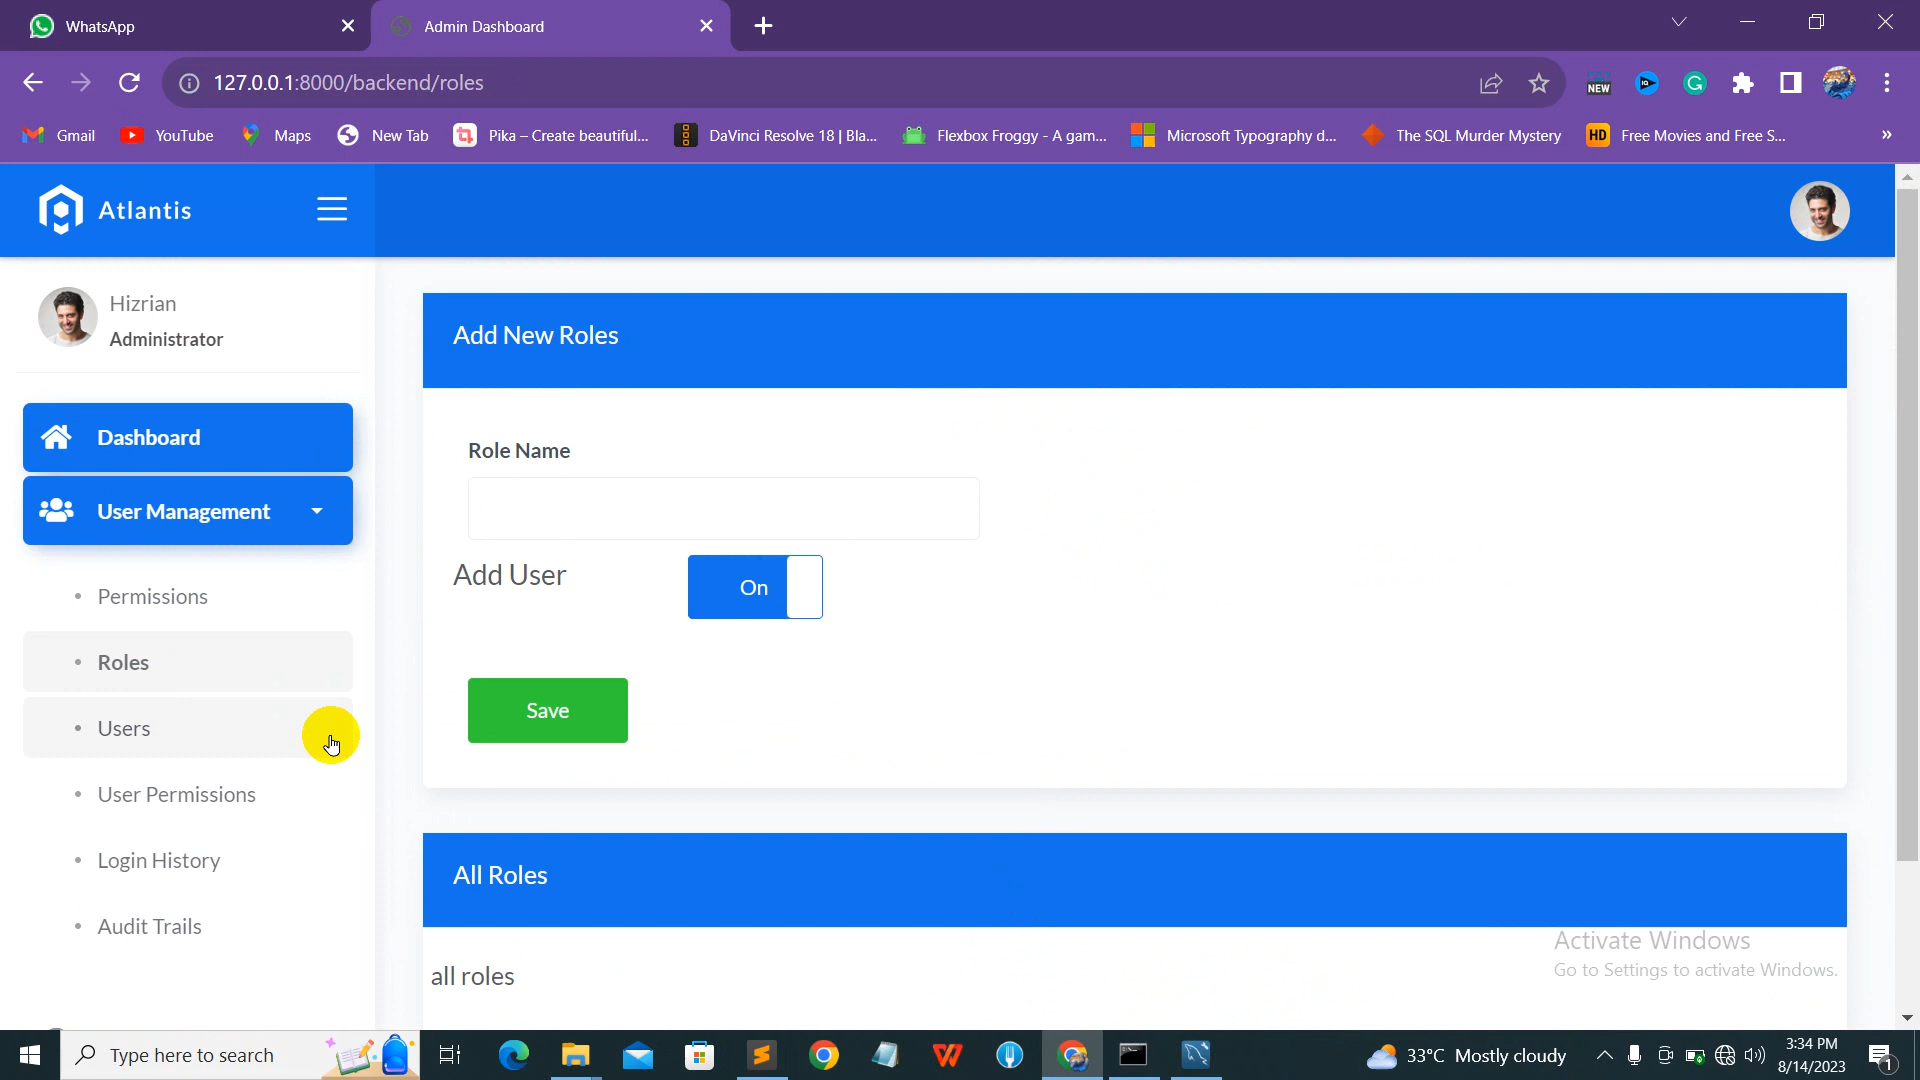 WhatsApp
Admin Dashboard
127.0.0.1:8000/backend/roles
NEW
Gmail
YouTube
Maps
New Tab
Pika – Create beautiful...
DaVinci Resolve 18 | Bla...
Flexbox Froggy - A gam...
Microsoft Typography d...
The SQL Murder Mystery
HD
Free Movies and Free S...
»
Atlantis
Hizrian
Administrator
Dashboard
User Management
Permissions
Roles
Users
User Permissions
Login History
Audit Trails
Add New Roles
Role Name
Add User
On
Save
All Roles
all roles
Activate Windows
Go to Settings to activate Windows.
Type here to search
33°C Mostly cloudy
3:34 PM
8/14/2023
1